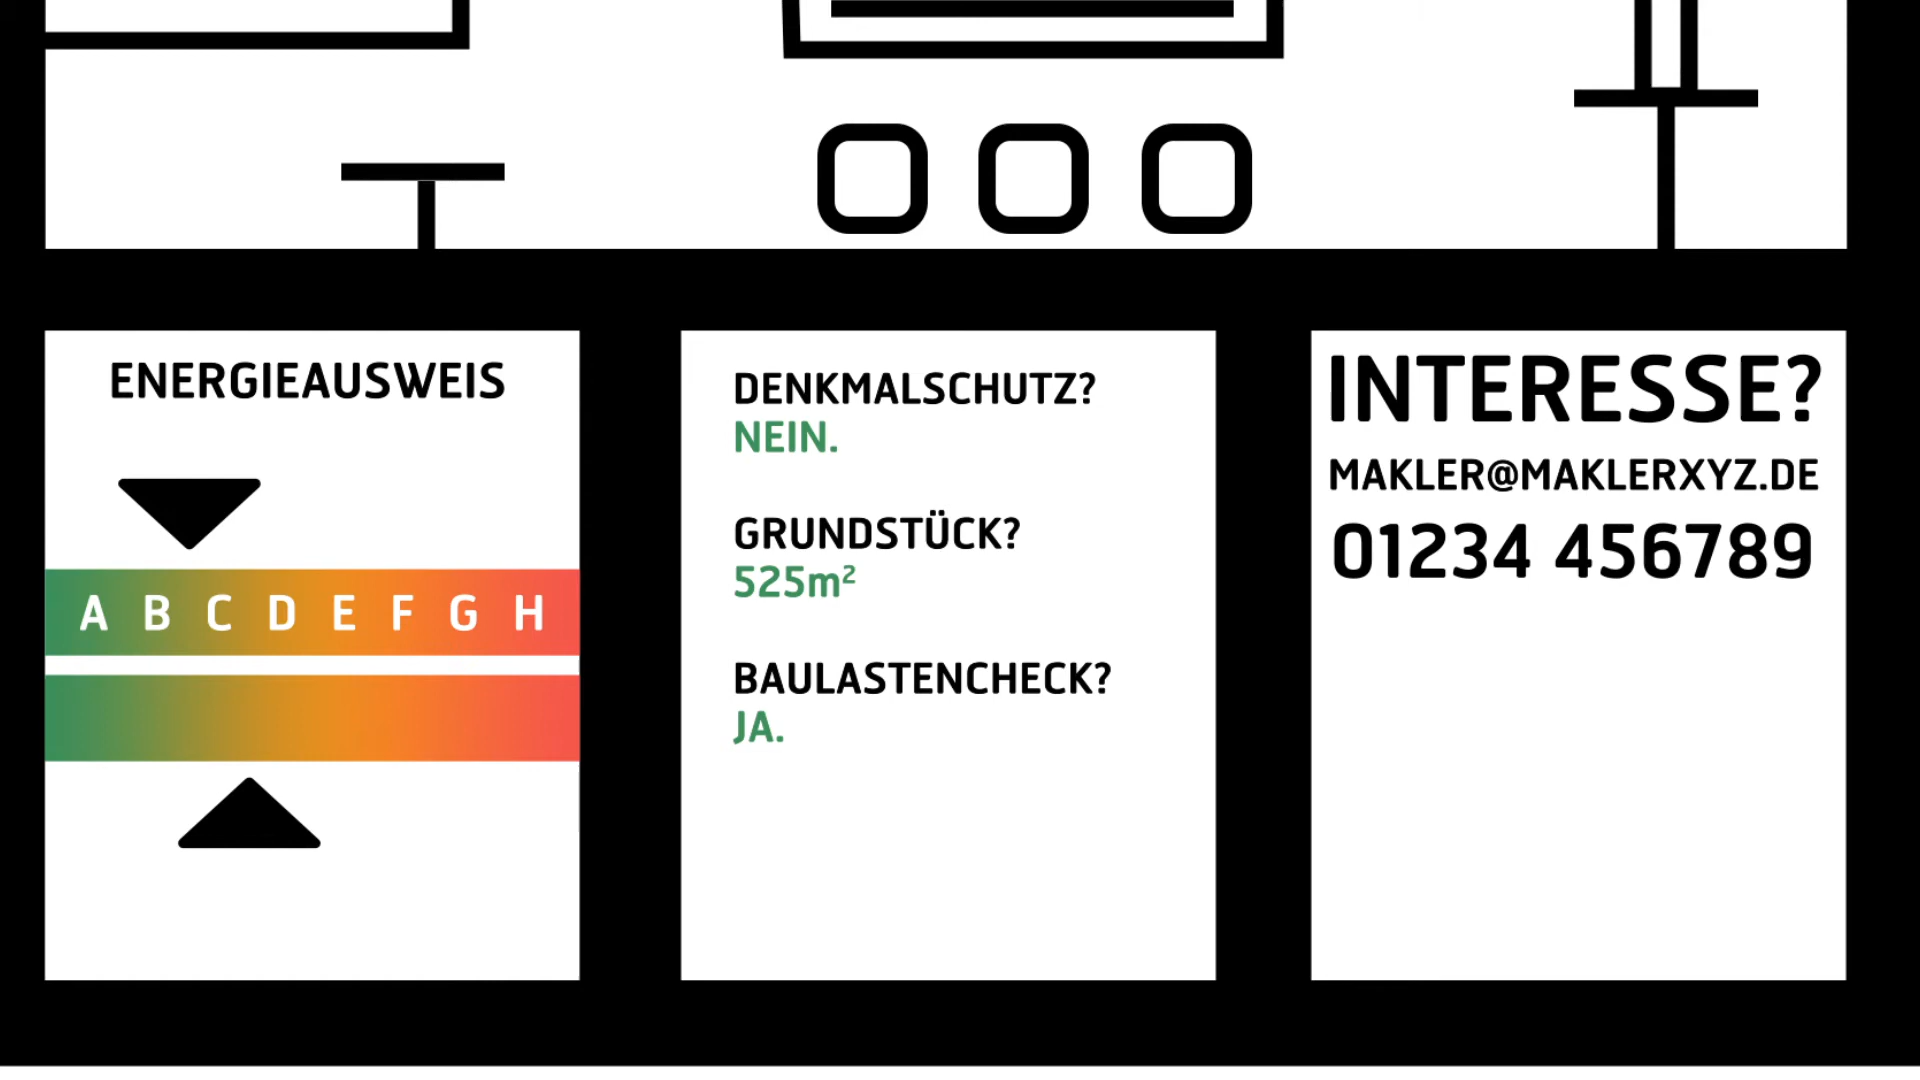 ENERGIEAUSWEIS
A B C D E F G H
DENKMALSCHUTZ?
NEIN.
GRUNDSTÜCK?
525m²
BAULASTENCHECK?
JA.
INTERESSE?
MAKLER@MAKLERXYZ.DE
01234 456789